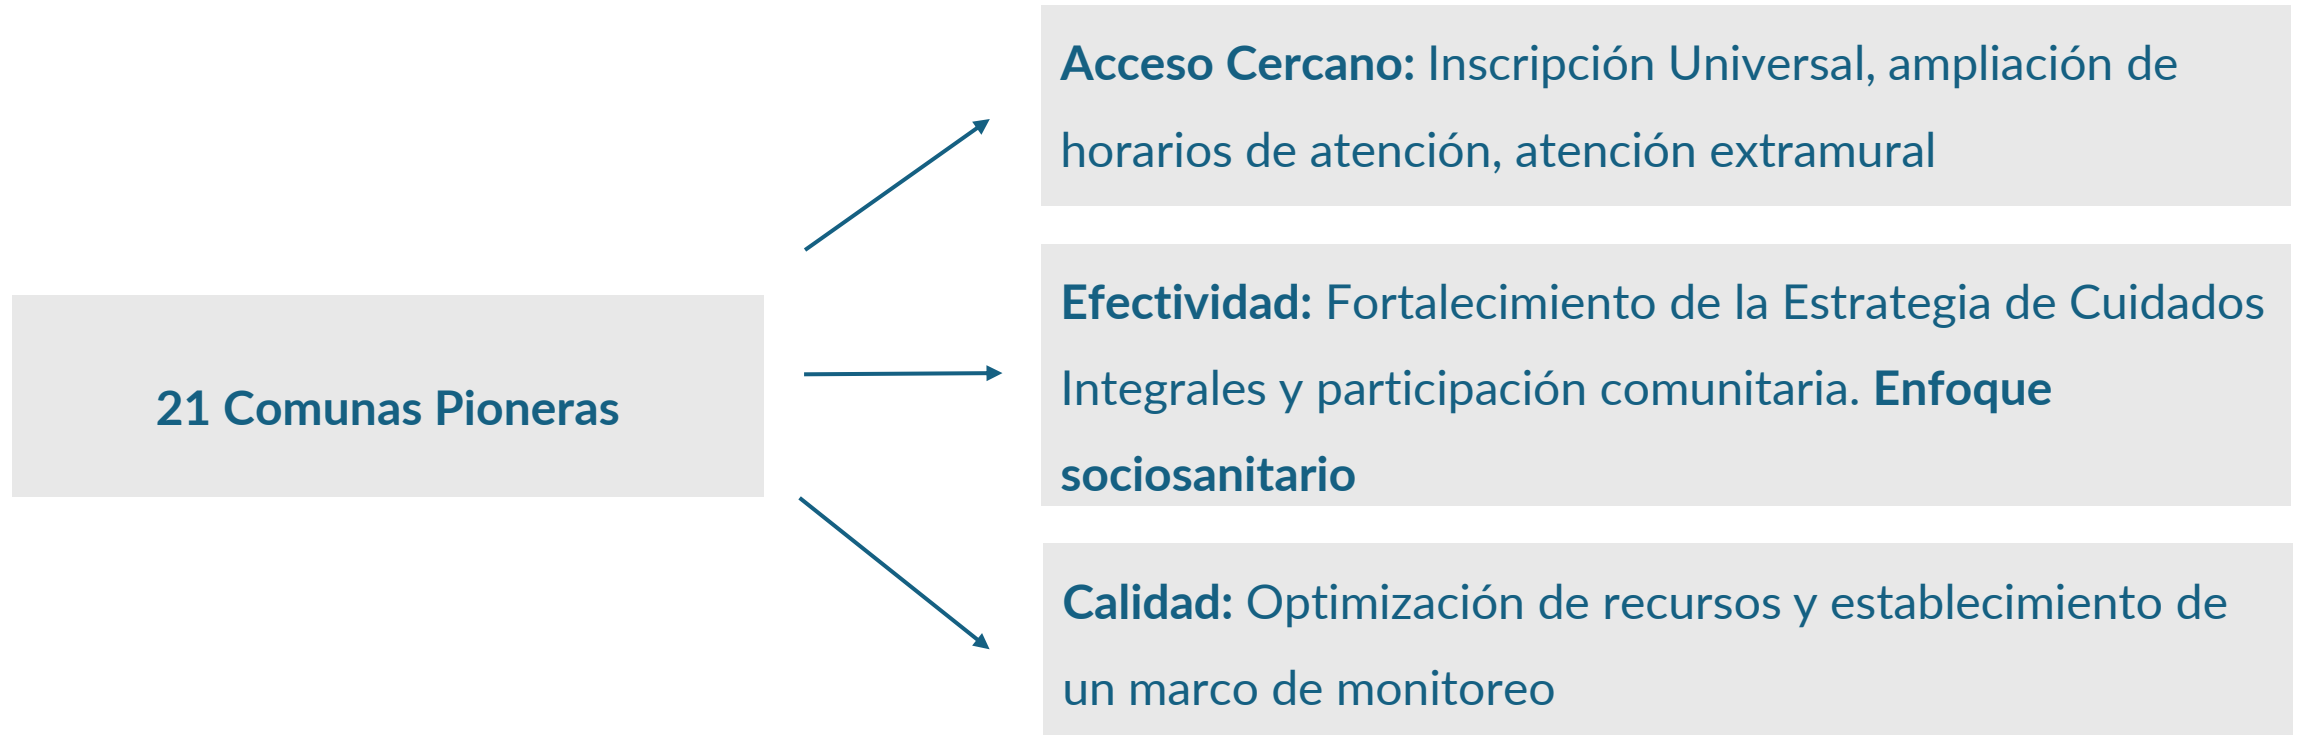 21 Comunas Pioneras
Acceso Cercano: Inscripción Universal, ampliación de
horarios de atención, atención extramural
Efectividad: Fortalecimiento de la Estrategia de Cuidados
Integrales y participación comunitaria. Enfoque
sociosanitario
Calidad: Optimización de recursos y establecimiento de
un marco de monitoreo